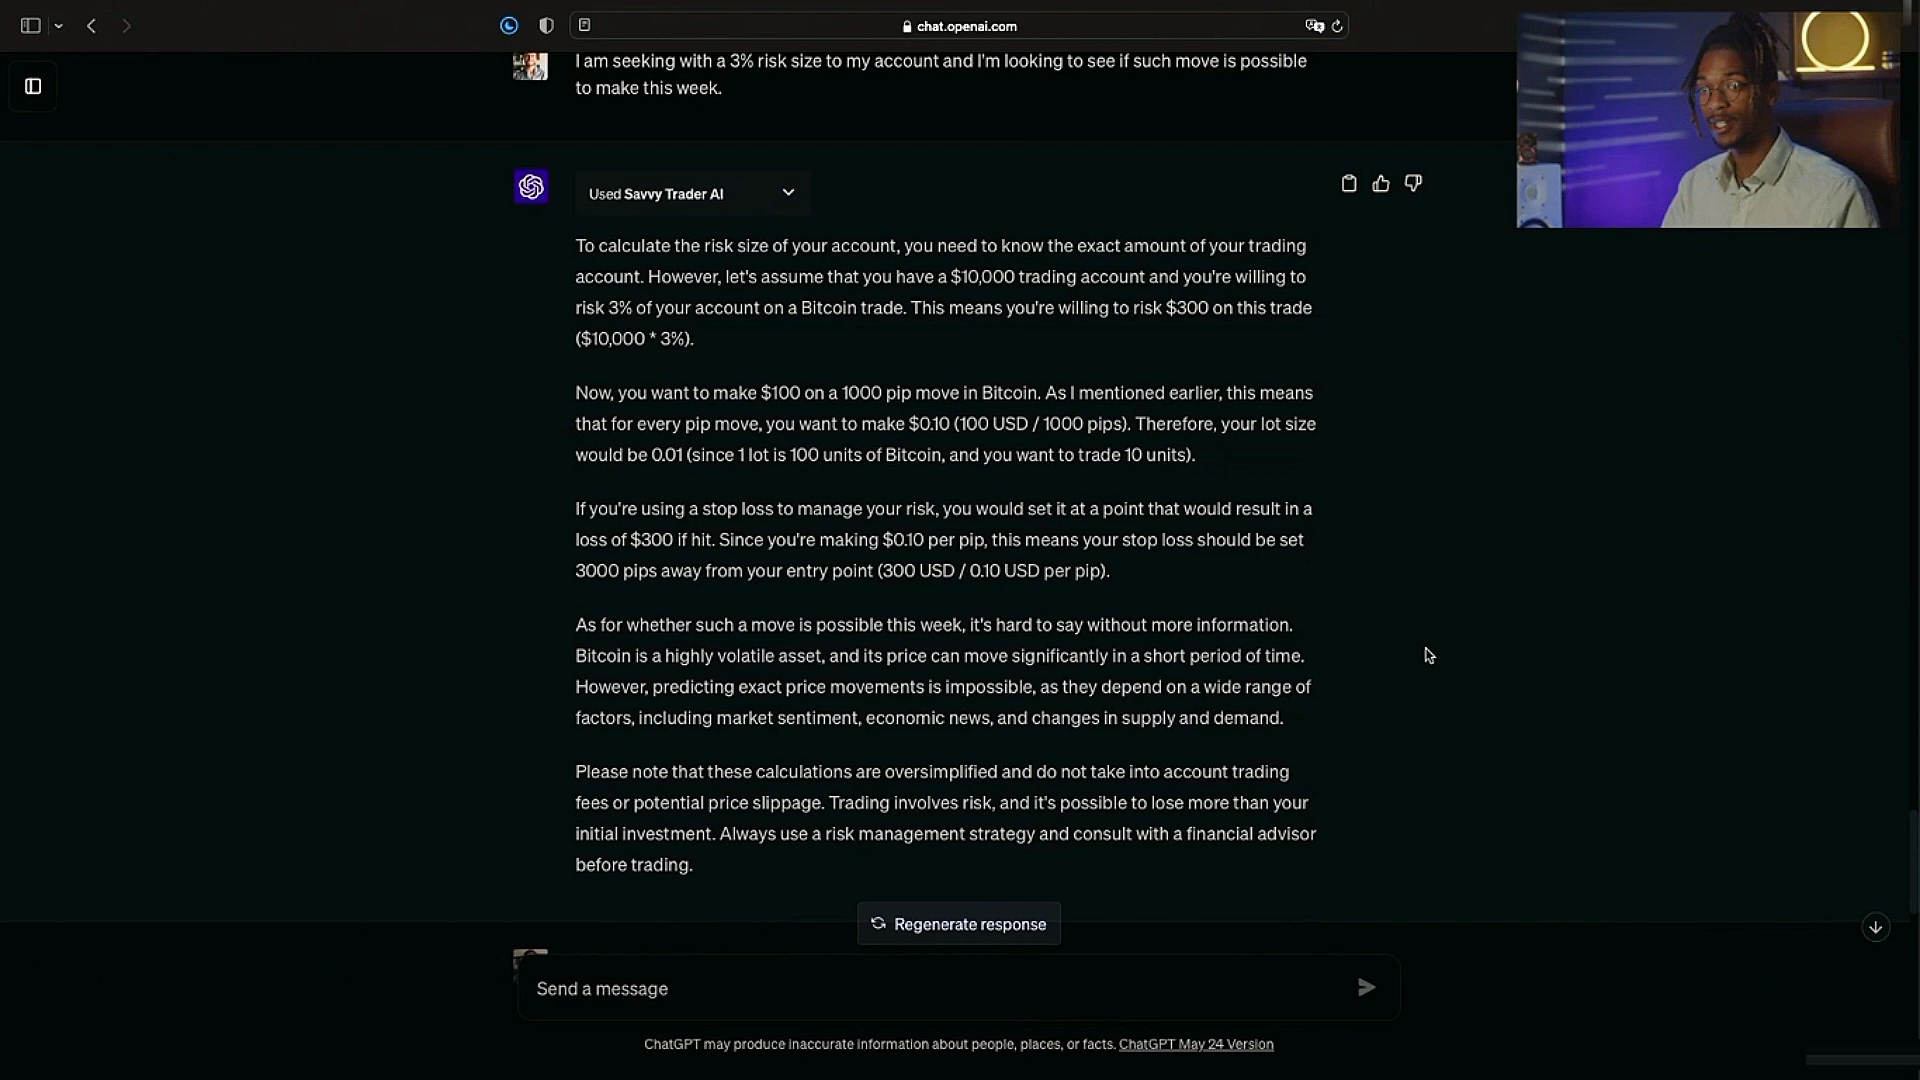 chat.openai.com
I am seeking with a 3% risk size to my account and I'm looking to see if such move is possible
to make this week.
Used Savvy Trader AI
To calculate the risk size of your account, you need to know the exact amount of your trading
account. However, let's assume that you have a $10,000 trading account and you're willing to
risk 3% of your account on a Bitcoin trade. This means you're willing to risk $300 on this trade
($10,000 * 3%).
Now, you want to make $100 on a 1000 pip move in Bitcoin. As I mentioned earlier, this means
that for every pip move, you want to make $0.10 (100 USD / 1000 pips). Therefore, your lot size
would be 0.01 (since 1 lot is 100 units of Bitcoin, and you want to trade 10 units).
If you're using a stop loss to manage your risk, you would set it at a point that would result in a
loss of $300 if hit. Since you're making $0.10 per pip, this means your stop loss should be set
3000 pips away from your entry point (300 USD / 0.10 USD per pip).
As for whether such a move is possible this week, it's hard to say without more information.
Bitcoin is a highly volatile asset, and its price can move significantly in a short period of time.
However, predicting exact price movements is impossible, as they depend on a wide range of
factors, including market sentiment, economic news, and changes in supply and demand.
Please note that these calculations are oversimplified and do not take into account trading
fees or potential price slippage. Trading involves risk, and it's possible to lose more than your
initial investment. Always use a risk management strategy and consult with a financial advisor
before trading.
Regenerate response
Send a message
ChatGPT may produce inaccurate information about people, places, or facts. ChatGPT May 24 Version